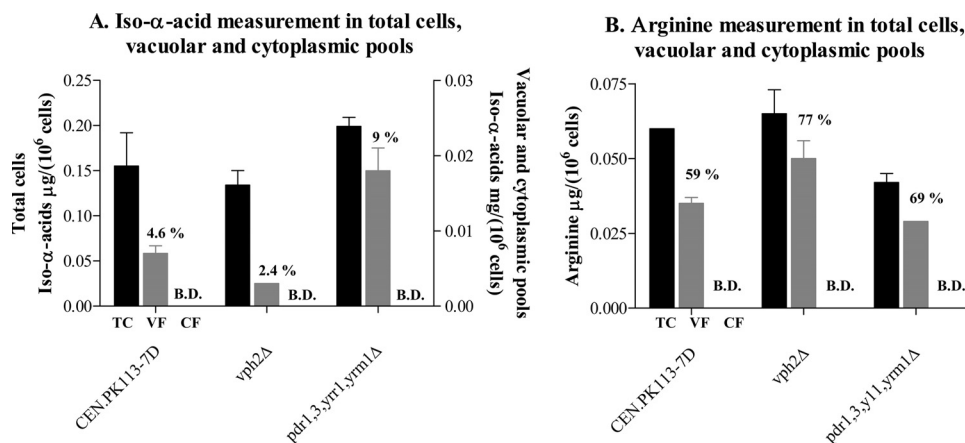 A. Iso-α-acid measurement in total cells,
vacuolar and cytoplasmic pools
Total cells
Iso-α-acids μg/(10⁶ cells)
0.25
0.20
0.15
0.10
0.05
0.00
4.6 %
B.D.
2.4 %
B.D.
9 %
B.D.
0.03
0.02
0.01
0.00
Vacuolar and cytoplasmic pools
Iso-α-acids mg/(10⁶ cells)
TC VF CF
CEN.PK113-7D
vph2Δ
pdr1,3,yrr1,yrm1Δ
B. Arginine measurement in total cells,
vacuolar and cytoplasmic pools
Arginine μg/(10⁶ cells)
0.075
0.050
0.025
0.000
59 %
B.D.
77 %
B.D.
69 %
B.D.
TC VF CF
CEN.PK113-7D
vph2Δ
pdr1,3,y11,yrm1Δ